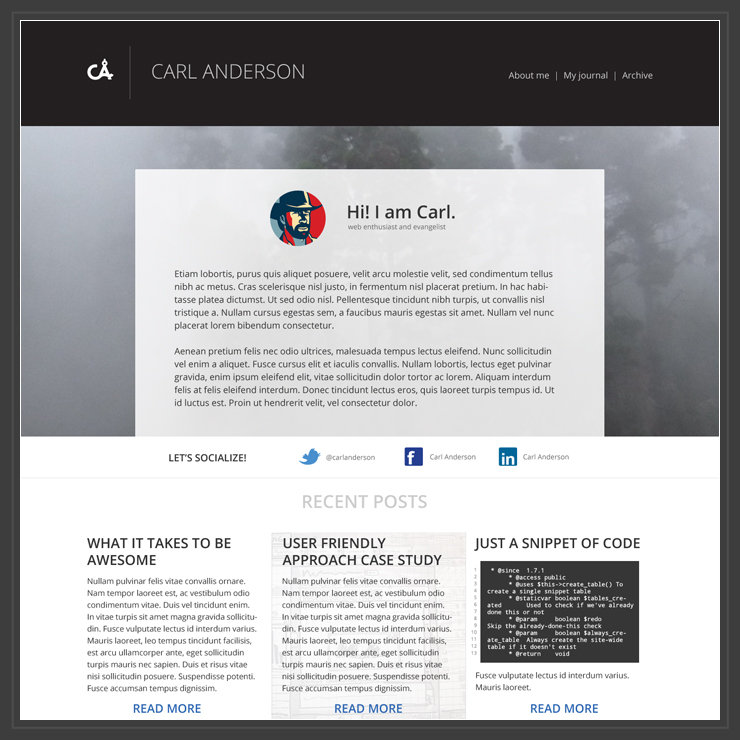 CA
CARL ANDERSON
About me | My journal | Archive
Hi! I am Carl.
web enthusiast and evangelist
Etiam lobortis, purus quis aliquet posuere, velit arcu molestie velit, sed condimentum tellus
nibh ac metus. Cras scelerisque nisl justo, in fermentum nisl placerat pretium. In hac habi-
tasse platea dictumst. Ut sed odio nisl. Pellentesque tincidunt nibh turpis, ut convallis nisl
tristique a. Nullam cursus egestas sem, a faucibus mauris egestas sit amet. Nullam vel nunc
placerat lorem bibendum consectetur.
Aenean pretium felis nec odio ultrices, malesuada tempus lectus eleifend. Nunc sollicitudin
vel enim a aliquet. Fusce cursus elit et iaculis convallis. Nullam lobortis, lectus eget pulvinar
gravida, enim ipsum eleifend elit, vitae sollicitudin dolor tortor ac lorem. Aliquam interdum
felis at felis eleifend interdum. Donec tincidunt lectus eros, quis laoreet turpis tempus id. Ut
id luctus est. Proin ut hendrerit velit, vel consectetur dolor.
LET'S SOCIALIZE!
@carlanderson
f
Carl Anderson
in
Carl Anderson
RECENT POSTS
WHAT IT TAKES TO BE
AWESOME
Nullam pulvinar felis vitae convallis ornare.
Nam tempor laoreet est, ac vestibulum odio
condimentum vitae. Duis vel tincidunt enim.
In vitae turpis sit amet magna gravida sollicitu-
din. Fusce vulputate lectus id interdum varius.
Mauris laoreet, leo tempus tincidunt facilisis,
est arcu ullamcorper ante, eget sollicitudin
turpis mauris nec sapien. Duis et risus vitae
nisi sollicitudin posuere. Suspendisse potenti.
Fusce accumsan tempus dignissim.
READ MORE
USER FRIENDLY
APPROACH CASE STUDY
Nullam pulvinar felis vitae convallis ornare.
Nam tempor laoreet est, ac vestibulum odio
condimentum vitae. Duis vel tincidunt enim.
In vitae turpis sit amet magna gravida sollicitu-
din. Fusce vulputate lectus id interdum varius.
Mauris laoreet, leo tempus tincidunt facilisis,
est arcu ullamcorper ante, eget sollicitudin
turpis mauris nec sapien. Duis et risus vitae
nisi sollicitudin posuere. Suspendisse potenti.
Fusce accumsan tempus dignissim.
READ MORE
JUST A SNIPPET OF CODE
1 * @since 1.7.1
2 * @access public
3 * @uses $this->create_table() To
4 create a single snippet table
5 * @staticvar boolean $tables_cre-
6 ated Used to check if we've already
7 done this or not
8 * @param boolean $redo
9 Skip the already-done-this check
10 * @param boolean $always_cre-
11 ate_table Always create the site-wide
12 table if it doesn't exist
13 * @return void
Fusce vulputate lectus id interdum varius.
Mauris laoreet.
READ MORE